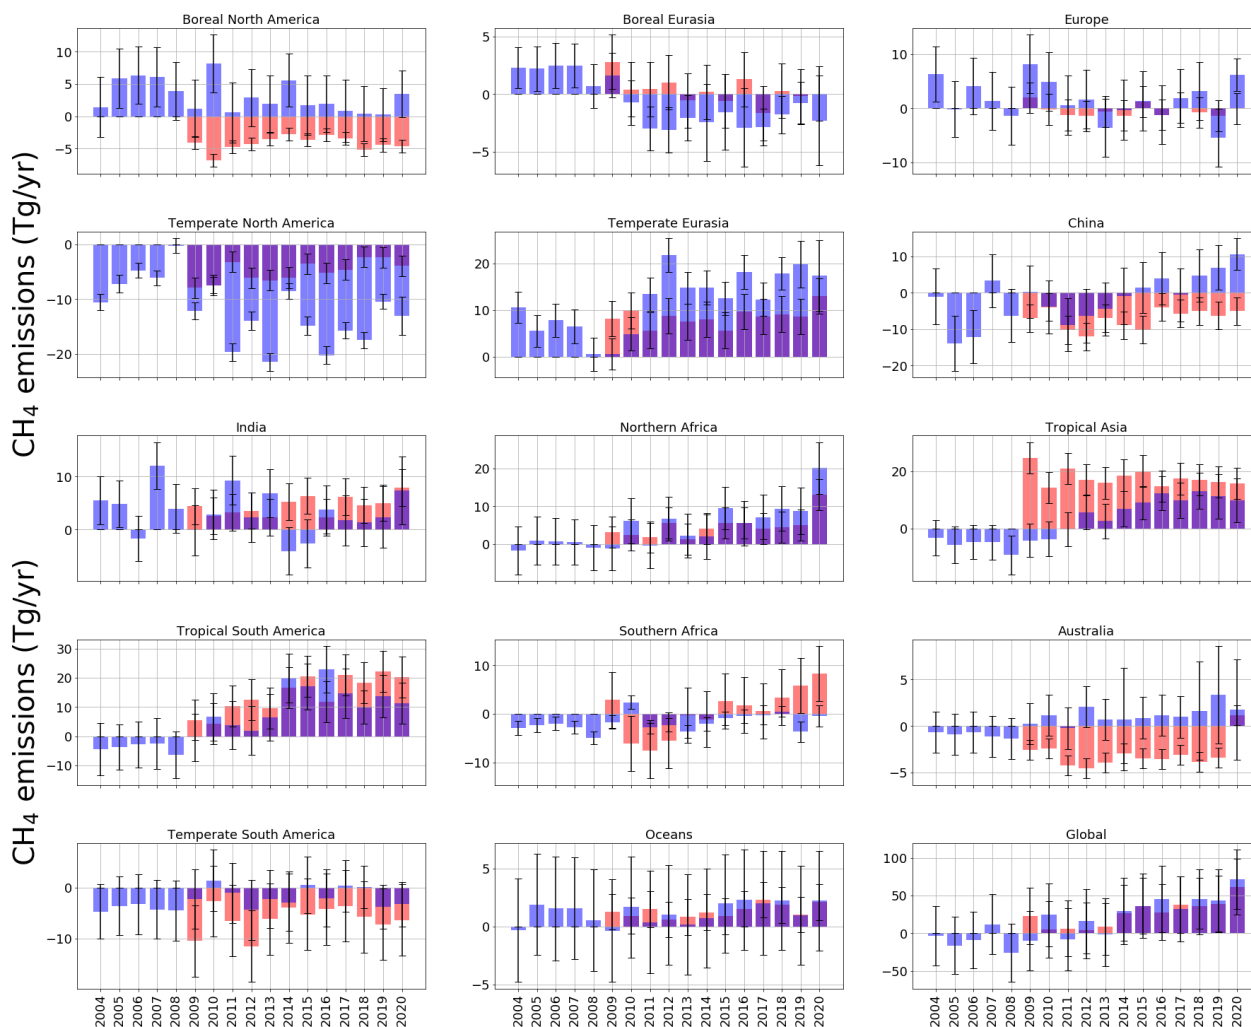 Boreal North America
Boreal Eurasia
Europe
10
5
0
−5
5
0
−5
10
0
−10
Temperate North America
Temperate Eurasia
China
0
−10
−20
20
10
0
10
0
−10
−20
India
Northern Africa
Tropical Asia
10
0
20
10
0
20
0
Tropical South America
Southern Africa
Australia
30
20
10
0
−10
10
0
−10
5
0
−5
Temperate South America
Oceans
Global
0
−10
5
0
−5
100
50
0
−50
2004 2005 2006 2007 2008 2009 2010 2011 2012 2013 2014 2015 2016 2017 2018 2019 2020
2004 2005 2006 2007 2008 2009 2010 2011 2012 2013 2014 2015 2016 2017 2018 2019 2020
2004 2005 2006 2007 2008 2009 2010 2011 2012 2013 2014 2015 2016 2017 2018 2019 2020
CH₄ emissions (Tg/yr)
CH₄ emissions (Tg/yr)